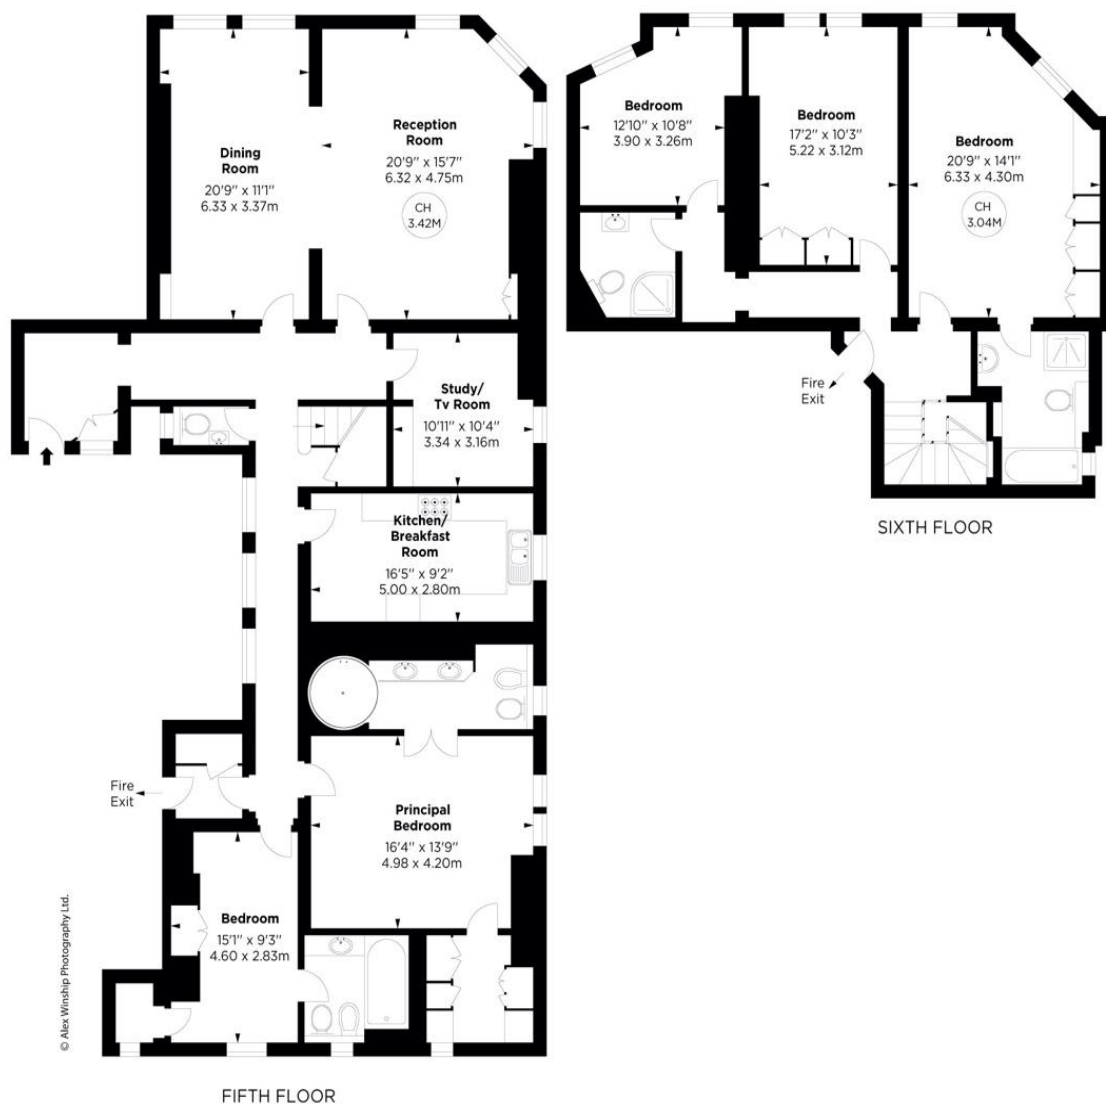 Dining
Room
20'9" x 11'1"
6.33 x 3.37m
Reception
Room
20'9" x 15'7"
6.32 x 4.75m
CH
3.42M
Study/
Tv Room
10'11" x 10'4"
3.34 x 3.16m
Kitchen/
Breakfast
Room
16'5" x 9'2"
5.00 x 2.80m
Fire
Exit
Principal
Bedroom
16'4" x 13'9"
4.98 x 4.20m
Bedroom
15'1" x 9'3"
4.60 x 2.83m
© Alex Winship Photography Ltd.
FIFTH FLOOR
Bedroom
12'10" x 10'8"
3.90 x 3.26m
Bedroom
17'2" x 10'3"
5.22 x 3.12m
Bedroom
20'9" x 14'1"
6.33 x 4.30m
CH
3.04M
Fire
Exit
SIXTH FLOOR